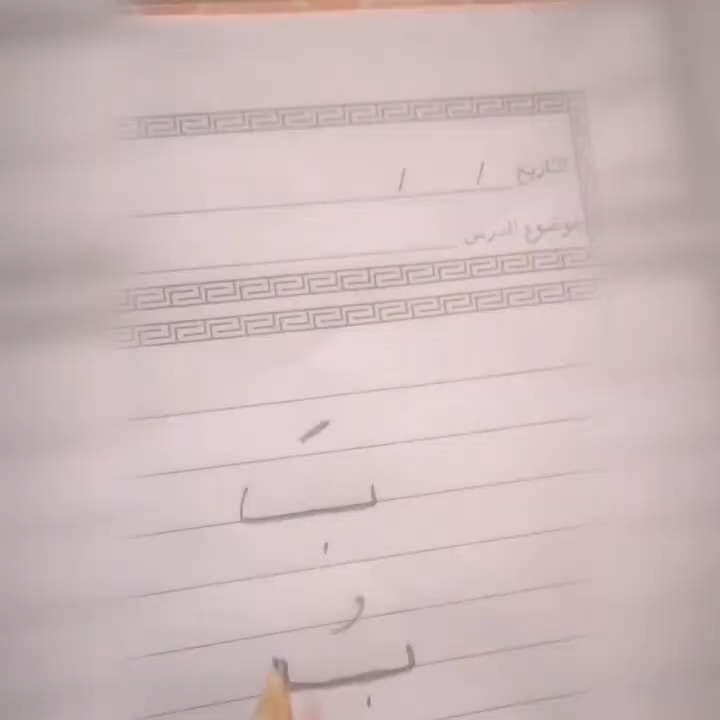 التاريخ / /
موضوع الدرس
بَ
بُ